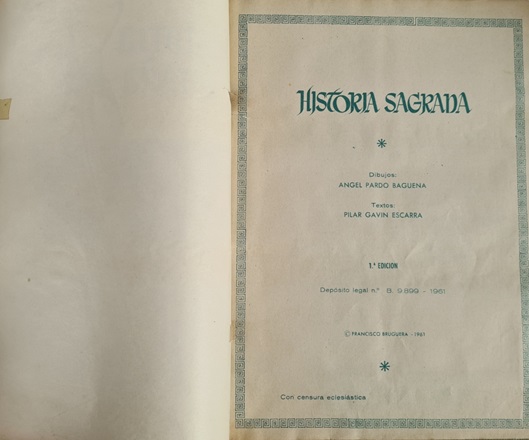 HISTORIA SAGRADA
*
Dibujos:
ANGEL PARDO BAGUENA
Textos:
PILAR GAVIN ESCARRA
1.ª EDICION
Depósito legal n.º B. 9.899 - 1961
© FRANCISCO BRUGUERA - 1961
*
Con censura eclesiástica